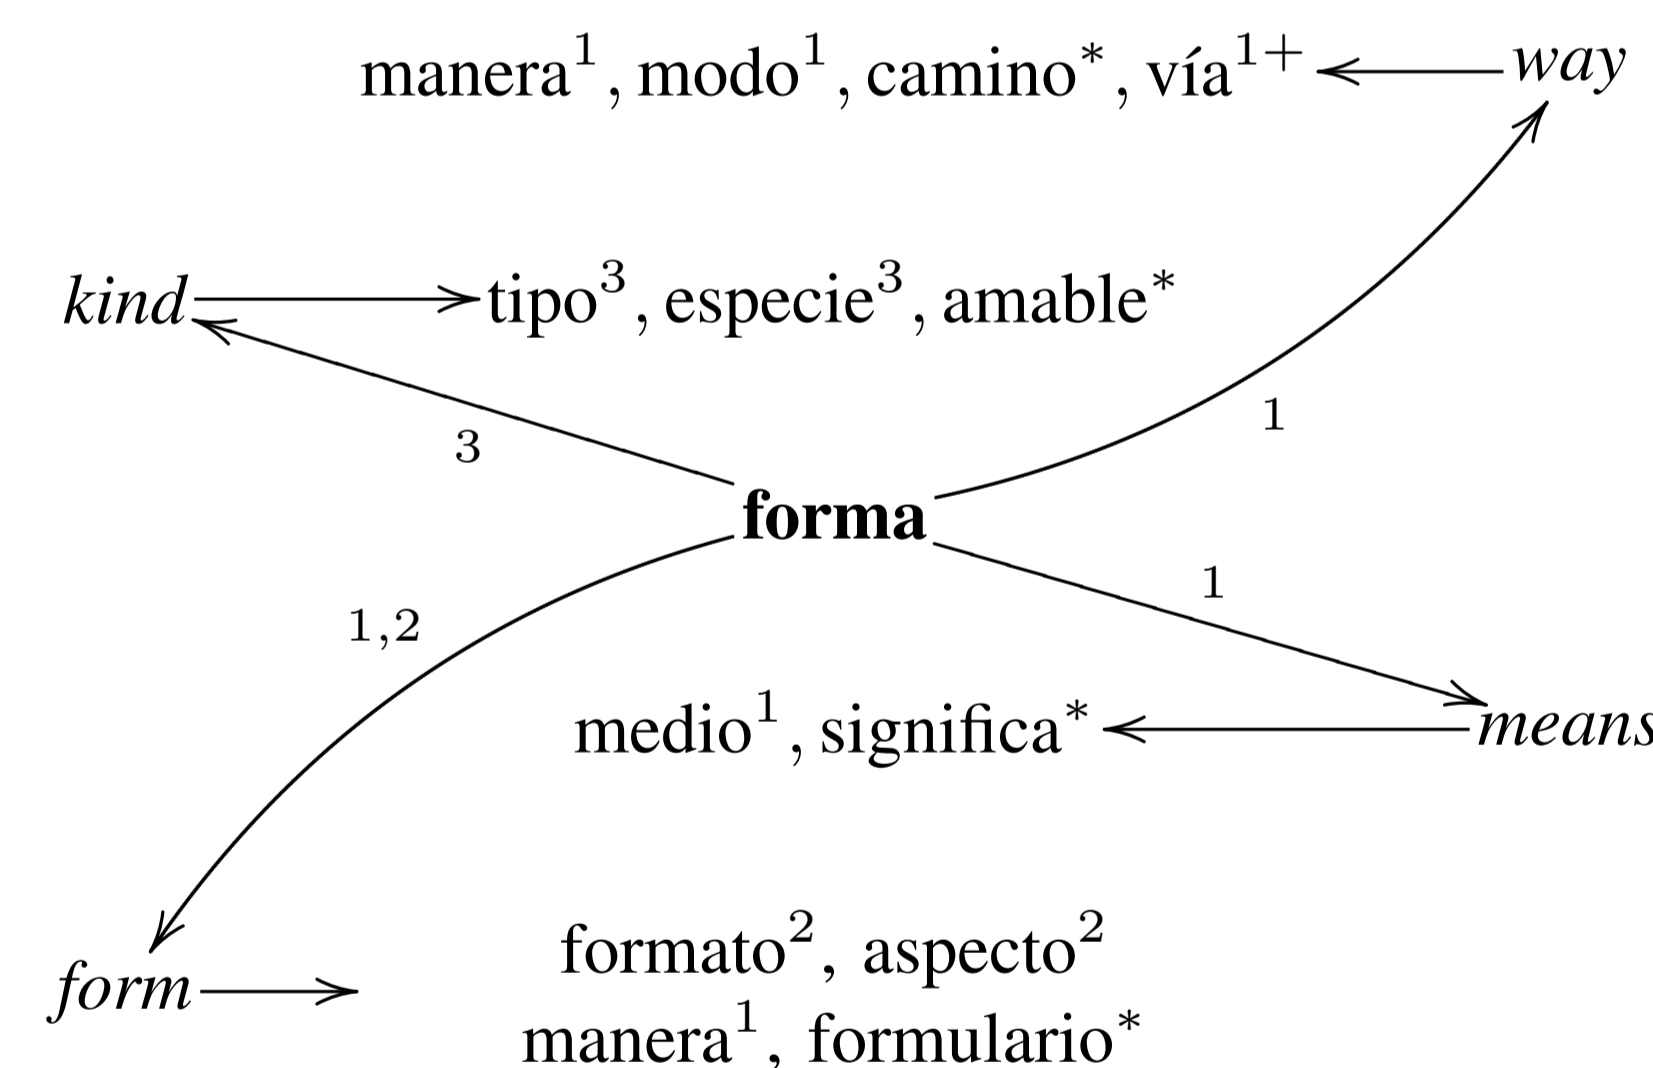 manera¹, modo¹, camino*, vía¹⁺ way
kind tipo³, especie³, amable*
1
3
forma
1
1,2
medio¹, significa* means
formato², aspecto²
form
manera¹, formulario*